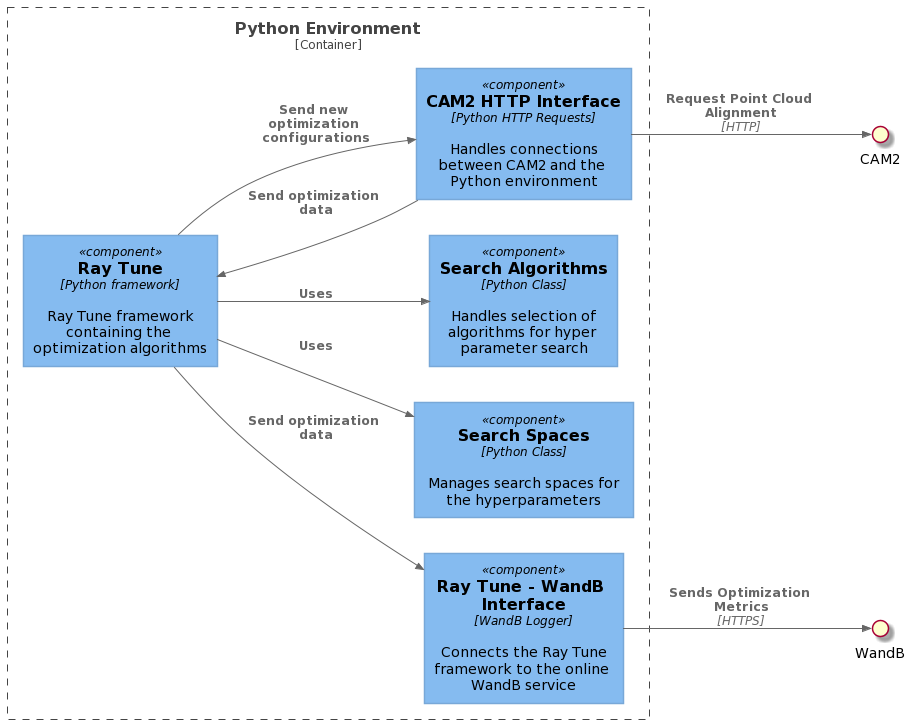 Python Environment
[Container]
«component»
CAM2 HTTP Interface
[Python HTTP Requests]
Handles connections
between CAM2 and the
Python environment
Request Point Cloud
Alignment
[HTTP]
CAM2
Send new
optimization
configurations
Send optimization
data
«component»
Ray Tune
[Python framework]
Ray Tune framework
containing the
optimization algorithms
Uses
«component»
Search Algorithms
[Python Class]
Handles selection of
algorithms for hyper
parameter search
Uses
«component»
Search Spaces
[Python Class]
Manages search spaces for
the hyperparameters
Send optimization
data
«component»
Ray Tune - WandB
Interface
[WandB Logger]
Connects the Ray Tune
framework to the online
WandB service
Sends Optimization
Metrics
[HTTPS]
WandB